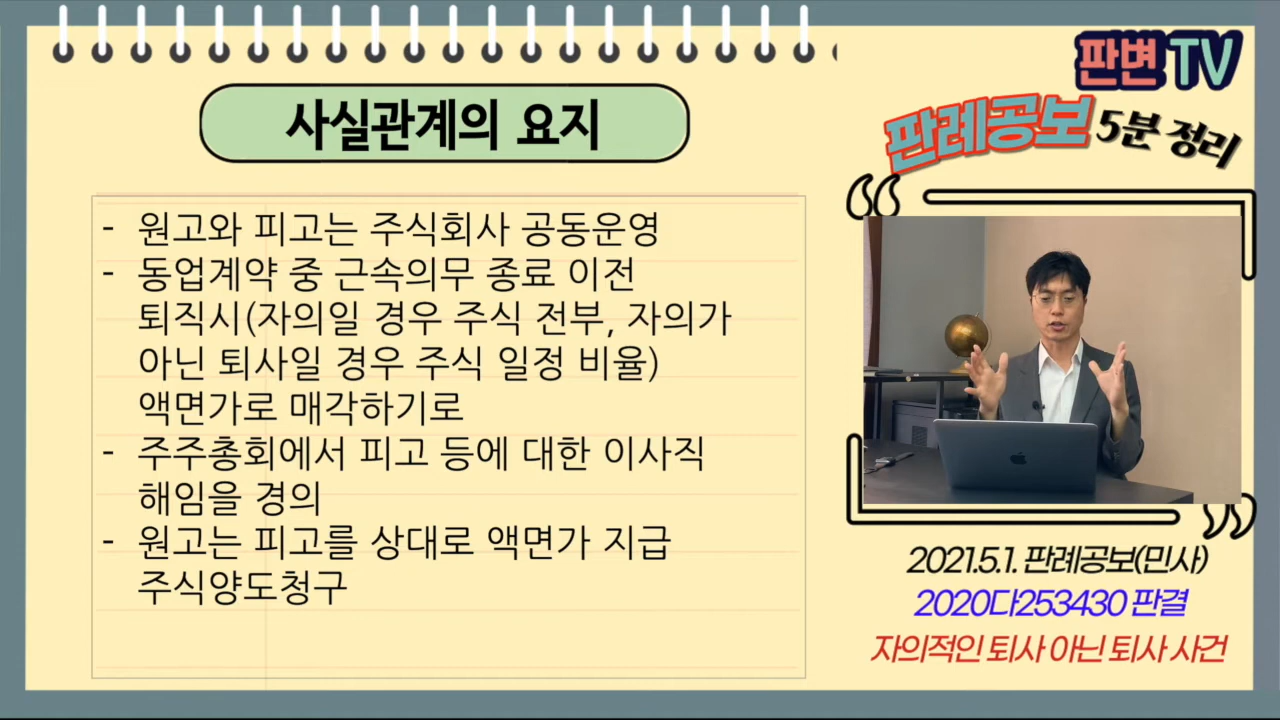 판변 TV
판례공보 5분 정리
사실관계의 요지
- 원고와 피고는 주식회사 공동운영
- 동업계약 중 근속의무 종료 이전
퇴직시(자의일 경우 주식 전부, 자의가
아닌 퇴사일 경우 주식 일정 비율)
액면가로 매각하기로
- 주주총회에서 피고 등에 대한 이사직
해임을 경의
- 원고는 피고를 상대로 액면가 지급
주식양도청구
2021.5.1. 판례공보(민사)
2020다253430 판결
자의적인 퇴사 아닌 퇴사 사건